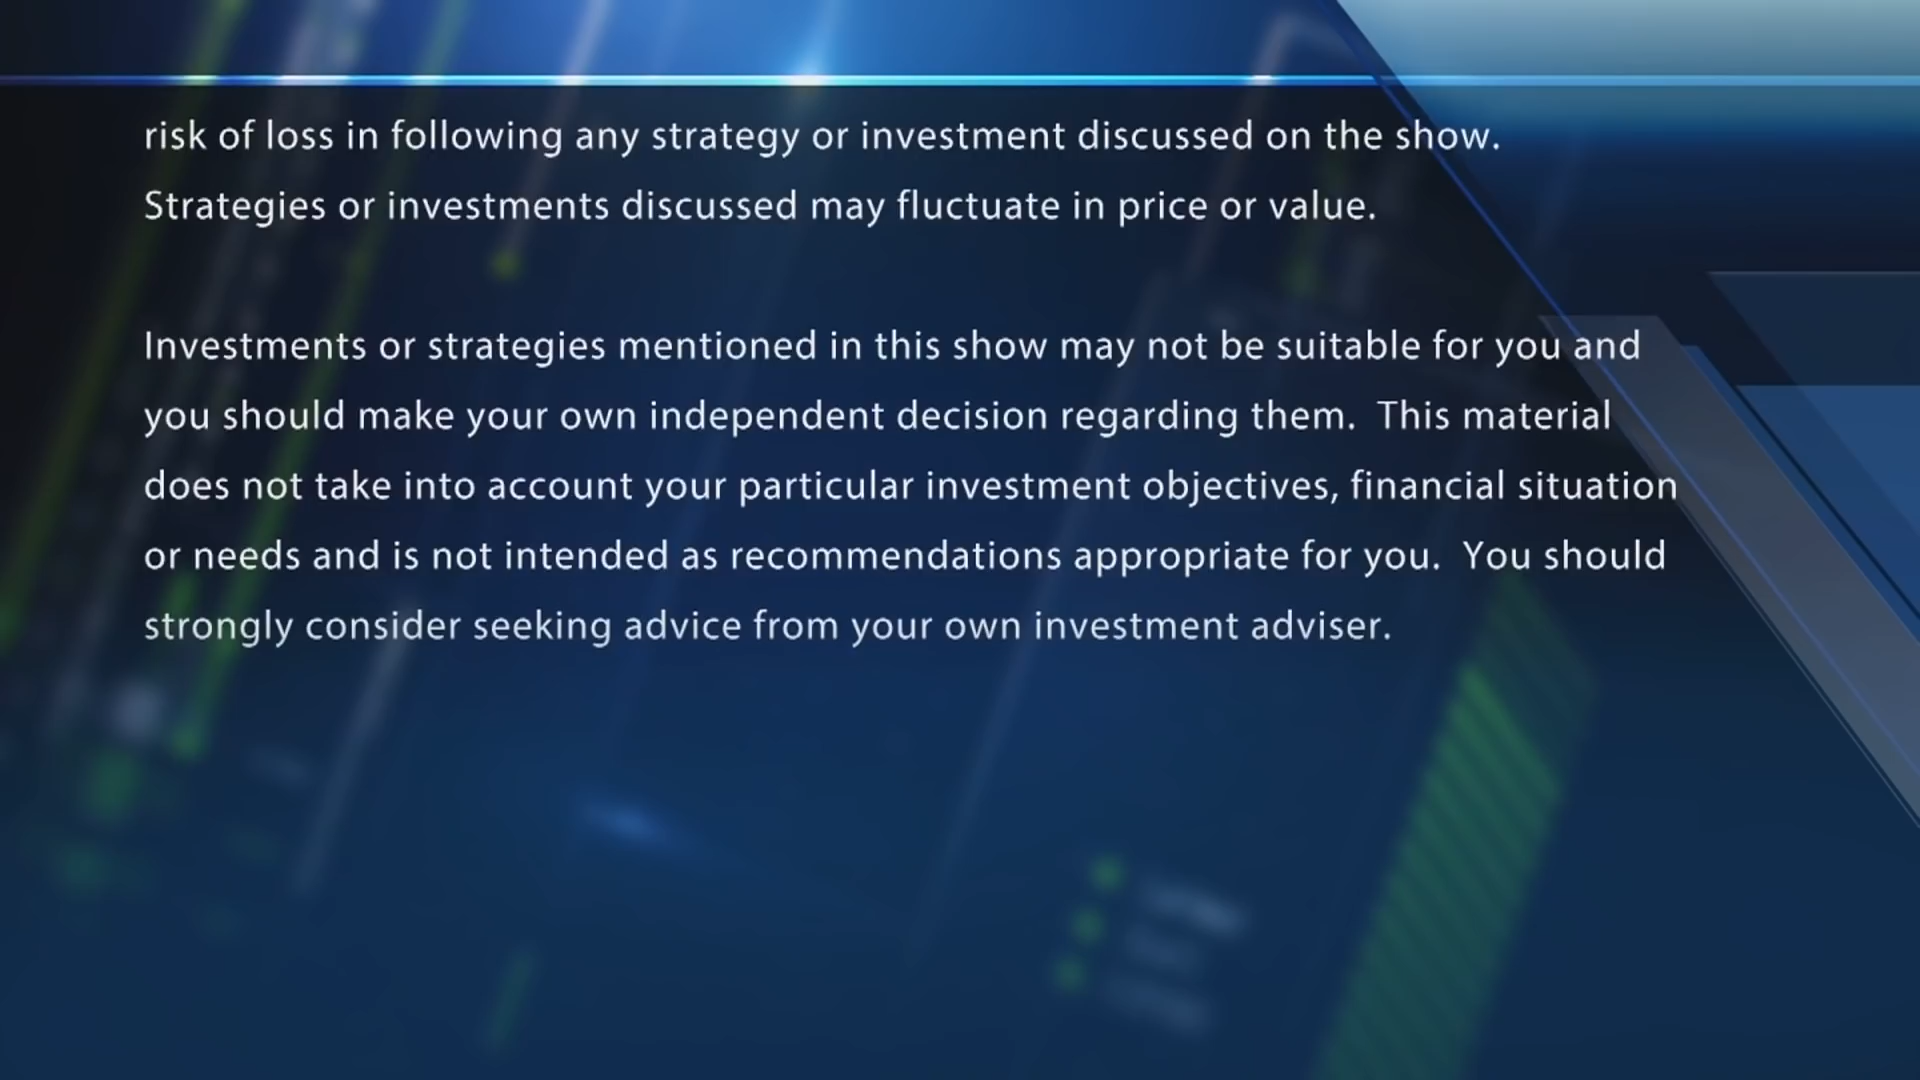 risk of loss in following any strategy or investment discussed on the show.
Strategies or investments discussed may fluctuate in price or value.
Investments or strategies mentioned in this show may not be suitable for you and
you should make your own independent decision regarding them.  This material
does not take into account your particular investment objectives, financial situation
or needs and is not intended as recommendations appropriate for you.  You should
strongly consider seeking advice from your own investment adviser.